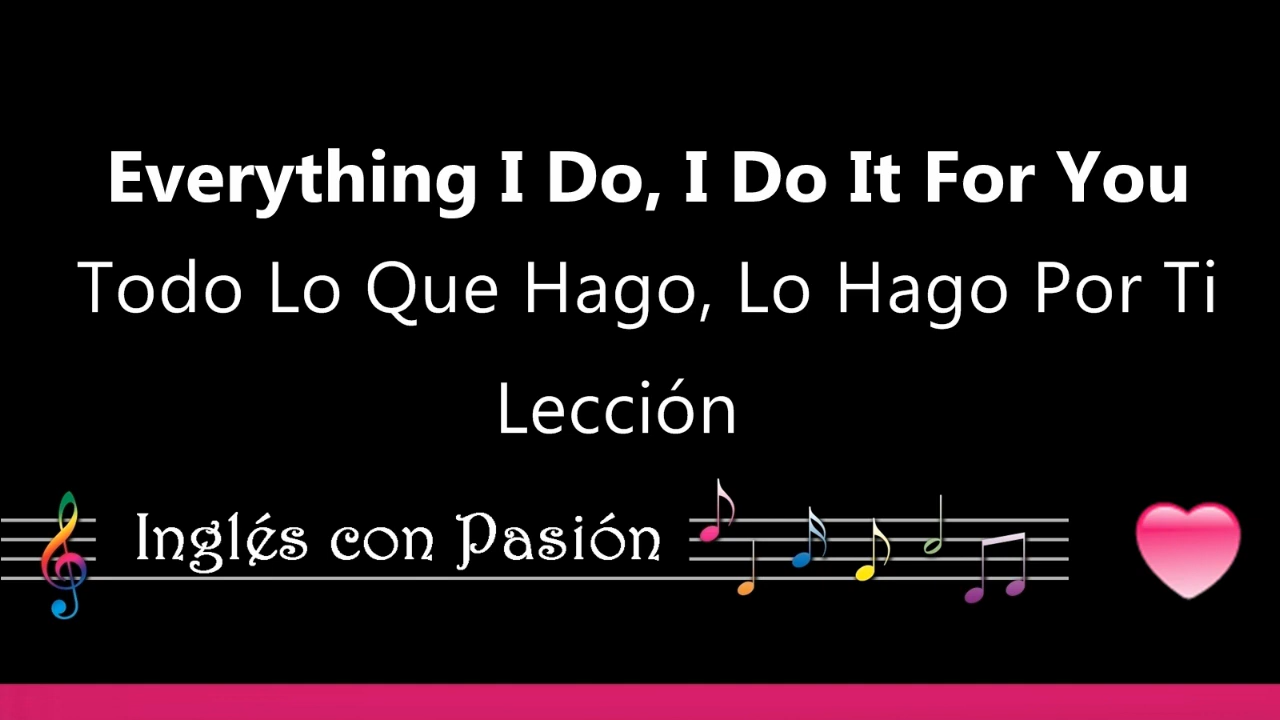 Everything I Do, I Do It For You
Todo Lo Que Hago, Lo Hago Por Ti
Lección
Inglés con Pasión